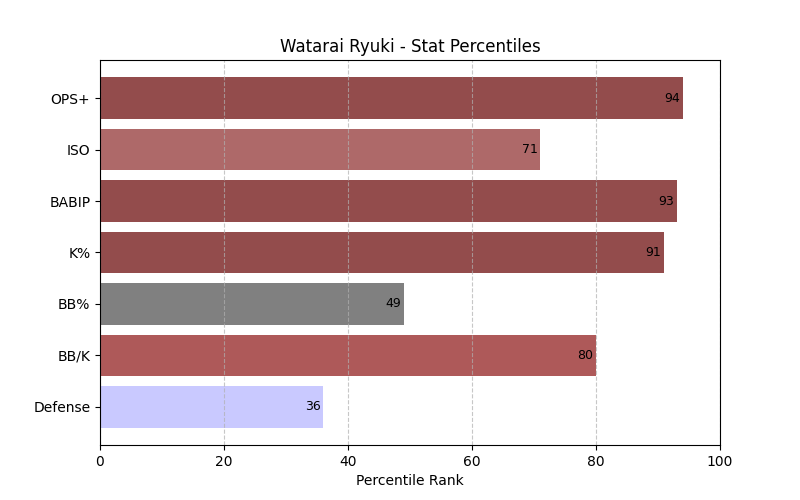 Watarai Ryuki - Stat Percentiles
OPS+ 94
ISO 71
BABIP 93
K% 91
BB% 49
BB/K 80
Defense 36
0 20 40 60 80 100
Percentile Rank